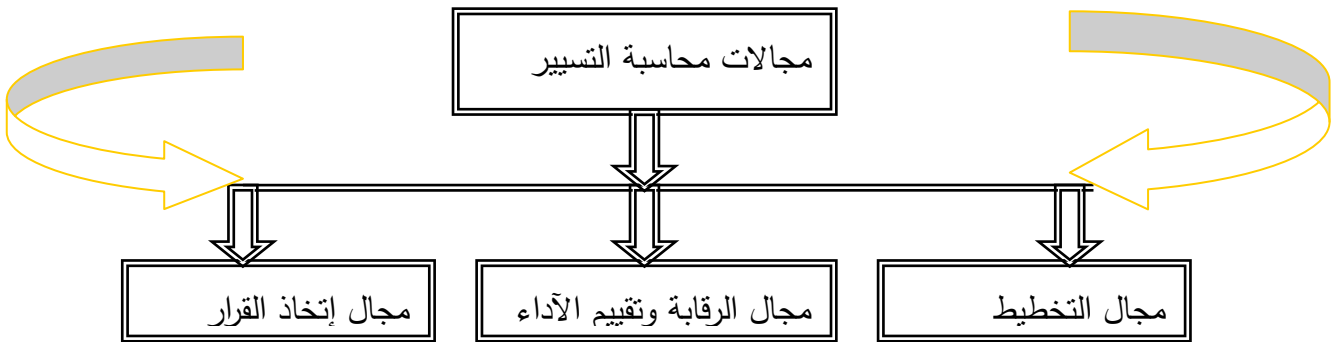 مجالات محاسبة التسيير
مجال التخطيط
مجال الرقابة وتقييم الآداء
مجال إتخاذ القرار